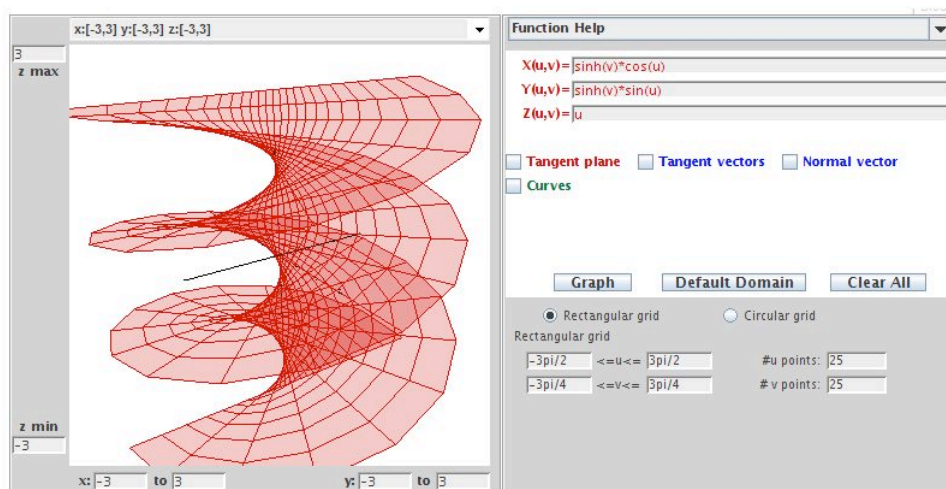 x:[-3,3] y:[-3,3] z:[-3,3]
3
z max
z min
-3
x: -3 to 3 y: -3 to 3
Function Help
X(u,v)= sinh(v)*cos(u)
Y(u,v)= sinh(v)*sin(u)
Z(u,v)= u
Tangent plane Tangent vectors Normal vector
Curves
Graph Default Domain Clear All
Rectangular grid Circular grid
Rectangular grid
-3pi/2 <=u<= 3pi/2 #u points: 25
-3pi/4 <=v<= 3pi/4 # v points: 25